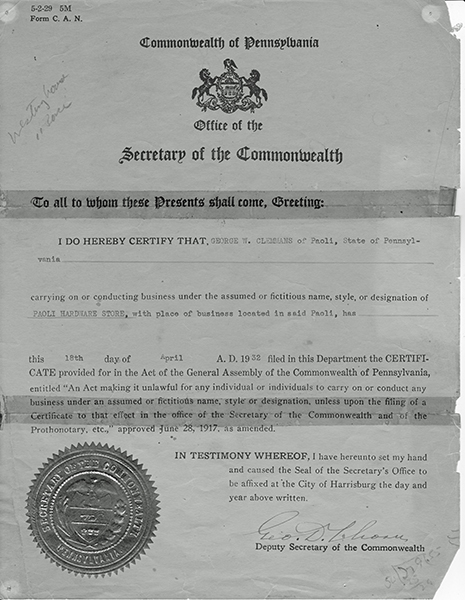 5-2-29 5M
Form C. A. N.
Commonwealth of Pennsylvania
Office of the
Secretary of the Commonwealth
To all to whom these Presents shall come, Greeting:
I DO HEREBY CERTIFY THAT, GEORGE W. CLEMMANS of Paoli, State of Pennsyl-
vania
carrying on or conducting business under the assumed or fictitious name, style, or designation of
PAOLI HARDWARE STORE, with place of business located in said Paoli, has
this 18th day of April A. D. 1932 filed in this Department the CERTIFI-
CATE provided for in the Act of the General Assembly of the Commonwealth of Pennsylvania,
entitled "An Act making it unlawful for any individual or individuals to carry on or conduct any
business under an assumed or fictitious name, style or designation, unless upon the filing of a
Certificate to that effect in the office of the Secretary of the Commonwealth and of the
Prothonotary, etc.," approved June 28, 1917, as amended.
IN TESTIMONY WHEREOF, I have hereunto set my hand
and caused the Seal of the Secretary's Office to
be affixed at the City of Harrisburg the day and
year above written.
Geo. D.
Deputy Secretary of the Commonwealth
SECRETARY OF THE COMMONWEALTH
PENNSYLVANIA